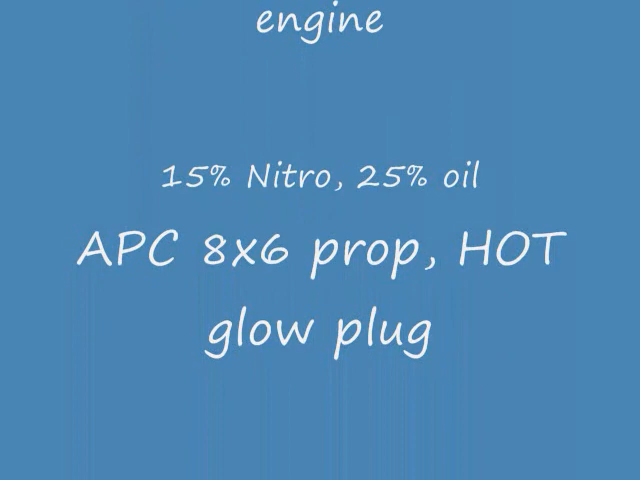 engine
15% Nitro, 25% oil
APC 8x6 prop, HOT
glow plug